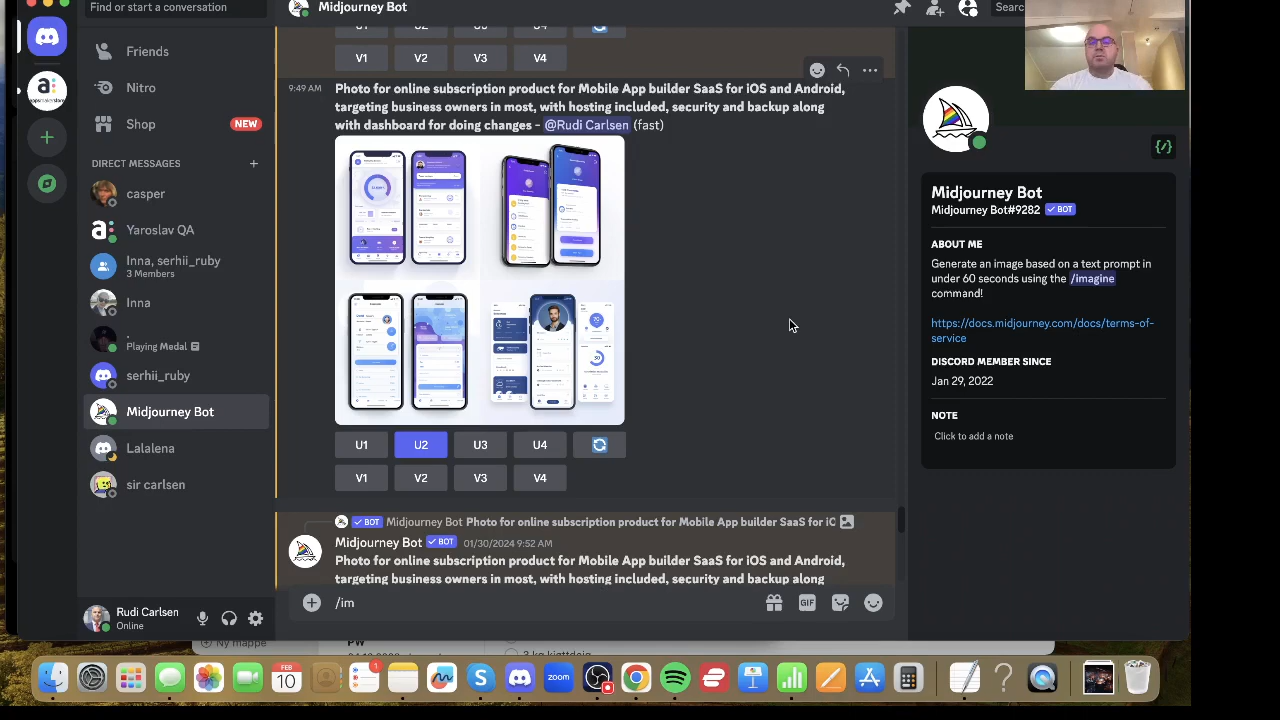 Find or start a conversation
Midjourney Bot
Searc
Friends
Nitro
Shop
NEW
DIRECT MESSAGES
casper
Yarosav QA
Inna, serhii_ruby
3 Members
Inna
Playing Medal
serhii_ruby
Midjourney Bot
Lalalena
sir carlsen
Rudi Carlsen
Online
V1
V2
V3
V4
9:49 AM
Photo for online subscription product for Mobile App builder SaaS for iOS and Android,
targeting business owners in most, with hosting included, security and backup along
with dashboard for doing changes - @Rudi Carlsen (fast)
U1
U2
U3
U4
V1
V2
V3
V4
BOT Midjourney Bot Photo for online subscription product for Mobile App builder SaaS for iO
Midjourney Bot BOT 01/30/2024 9:52 AM
Photo for online subscription product for Mobile App builder SaaS for iOS and Android,
targeting business owners in most, with hosting included, security and backup along
/im
GIF
Midjourney Bot
Midjourney Bot#9282 BOT
ABOUT ME
Generate an image based on a text prompt in
under 60 seconds using the /imagine
command!
https://docs.midjourney.com/docs/terms-of-
service
DISCORD MEMBER SINCE
Jan 29, 2022
NOTE
Click to add a note
Ny mappe
FEB
10
1
zoom